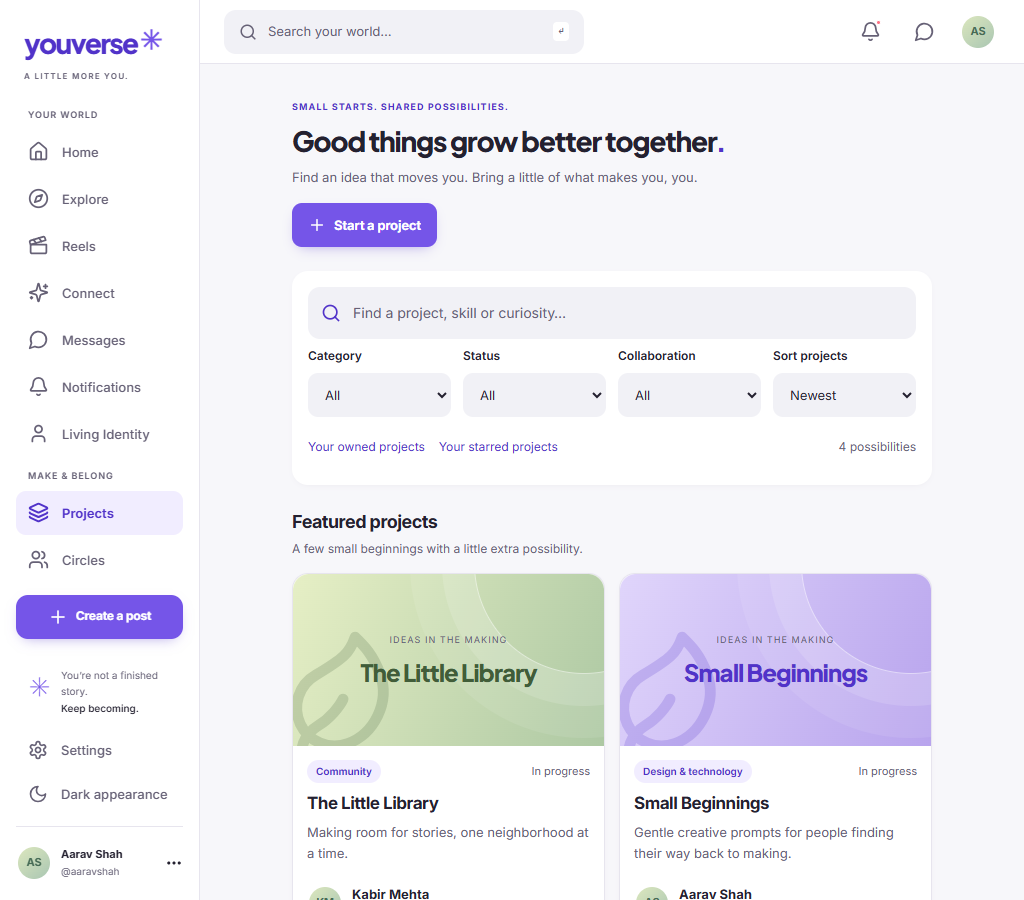 youverse
A LITTLE MORE YOU.
YOUR WORLD
Home
Explore
Reels
Connect
Messages
Notifications
Living Identity
MAKE & BELONG
Projects
Circles
Create a post
You're not a finished
story.
Keep becoming.
Settings
Dark appearance
AS
Aarav Shah
@aaravshah
Search your world...
AS
SMALL STARTS. SHARED POSSIBILITIES.
Good things grow better together.
Find an idea that moves you. Bring a little of what makes you, you.
Start a project
Find a project, skill or curiosity...
Category Status Collaboration Sort projects
All All All Newest
Your owned projects Your starred projects 4 possibilities
Featured projects
A few small beginnings with a little extra possibility.
IDEAS IN THE MAKING
The Little Library
Community In progress
The Little Library
Making room for stories, one neighborhood at
a time.
Kabir Mehta
IDEAS IN THE MAKING
Small Beginnings
Design & technology In progress
Small Beginnings
Gentle creative prompts for people finding
their way back to making.
Aarav Shah